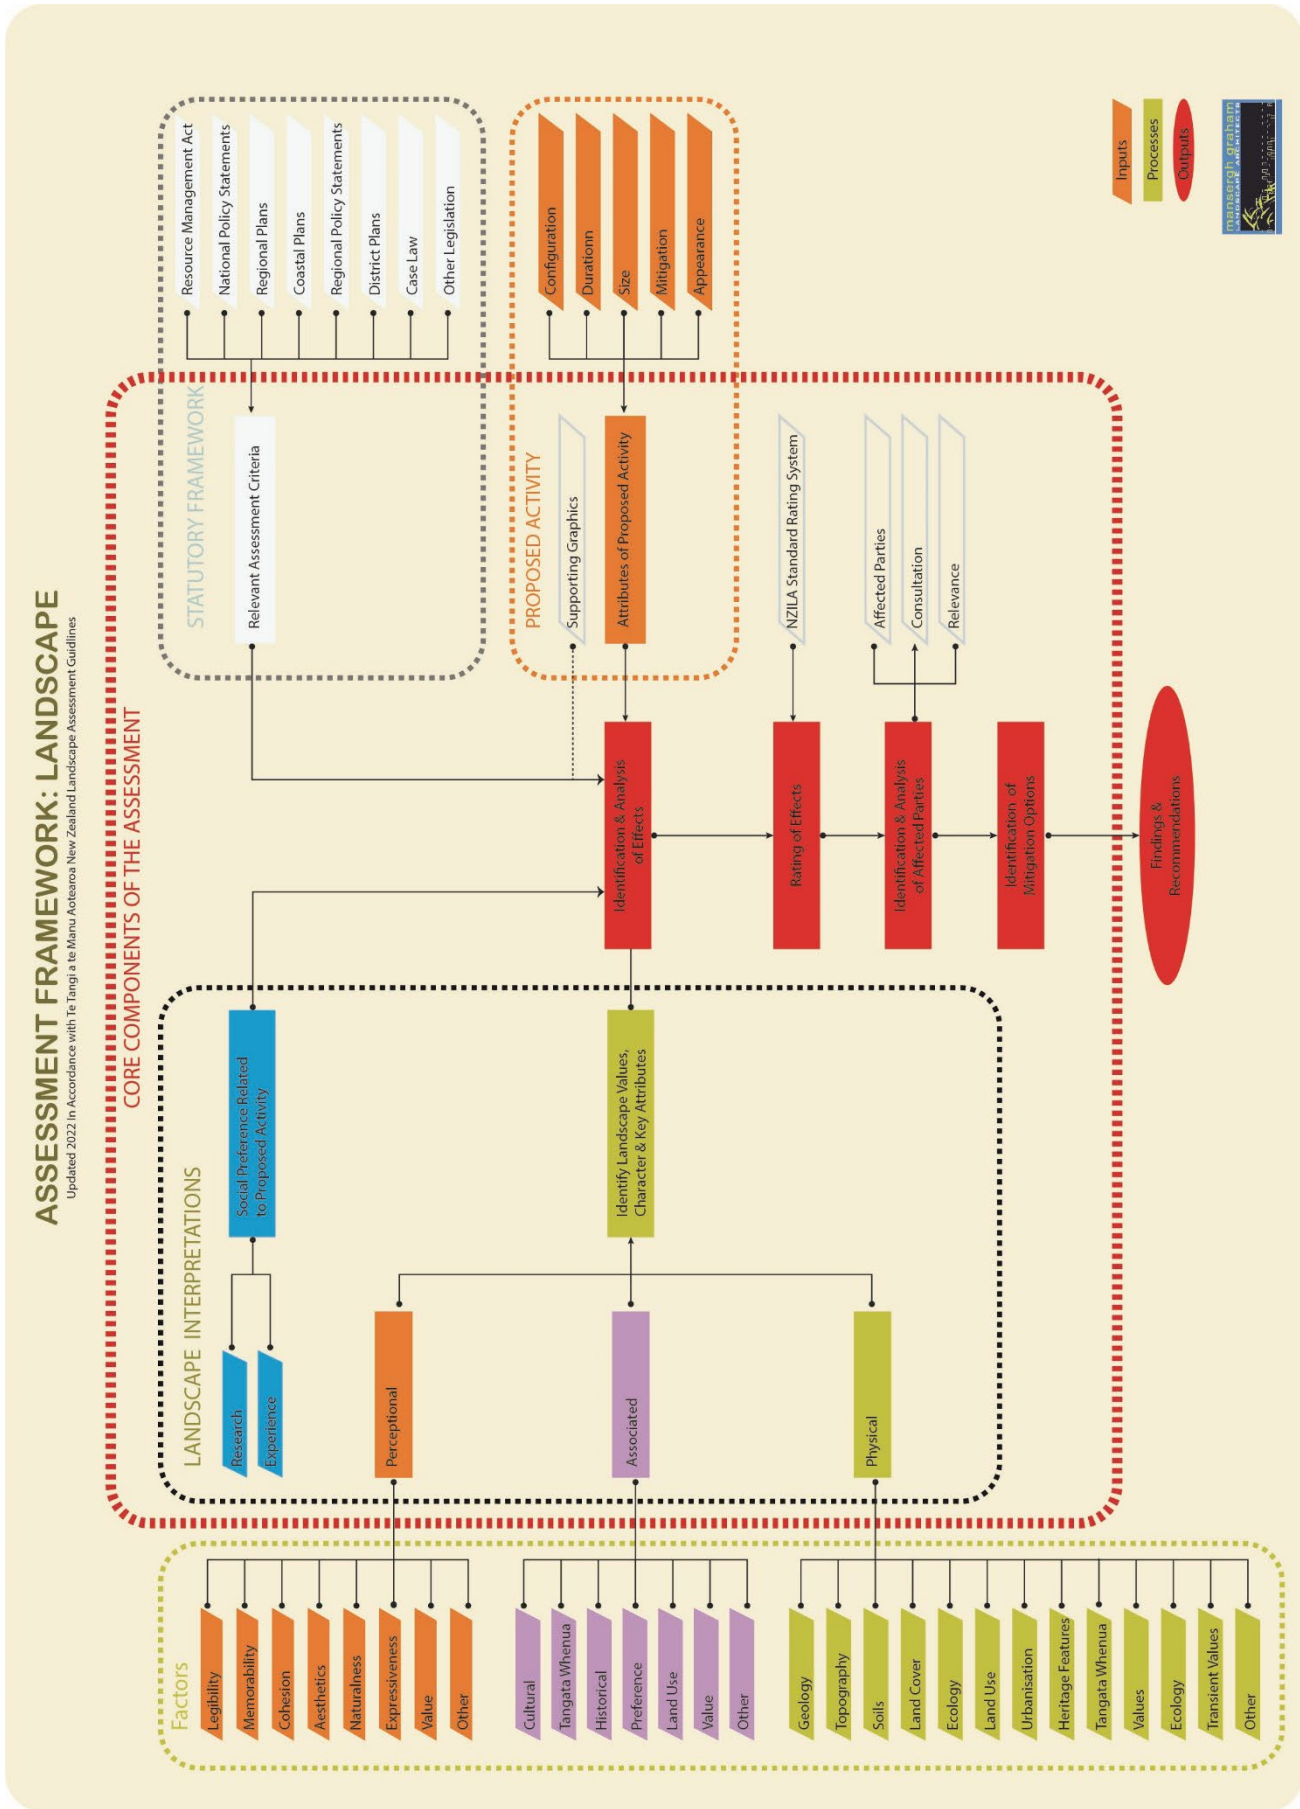 ASSESSMENT FRAMEWORK: LANDSCAPE
Updated 2022 In Accordance with Te Tangi a te Manu Aotearoa New Zealand Landscape Assessment Guidlines
CORE COMPONENTS OF THE ASSESSMENT
Factors
Legibility
Memorability
Cohesion
Aesthetics
Naturalness
Expressiveness
Value
Other
Cultural
Tangata Whenua
Historical
Preference
Land Use
Value
Other
Geology
Topography
Soils
Land Cover
Ecology
Land Use
Urbanisation
Heritage Features
Tangata Whenua
Values
Ecology
Transient Values
Other
LANDSCAPE INTERPRETATIONS
Research
Experience
Social Preference Related
to Proposed Activity
Perceptional
Associated
Physical
Identify Landscape Values,
Character & Key Attributes
Identification & Analysis
of Effects
Rating of Effects
Identification & Analysis
of Affected Parties
Identification of
Mitigation Options
Findings &
Recommendations
STATUTORY FRAMEWORK
Relevant Assessment Criteria
Resource Management Act
National Policy Statements
Regional Plans
Coastal Plans
Regional Policy Statements
District Plans
Case Law
Other Legislation
PROPOSED ACTIVITY
Supporting Graphics
Attributes of Proposed Activity
Configuration
Durationn
Size
Mitigation
Appearance
NZILA Standard Rating System
Affected Parties
Consultation
Relevance
Inputs
Processes
Outputs
mansergh graham
LANDSCAPE ARCHITECTS